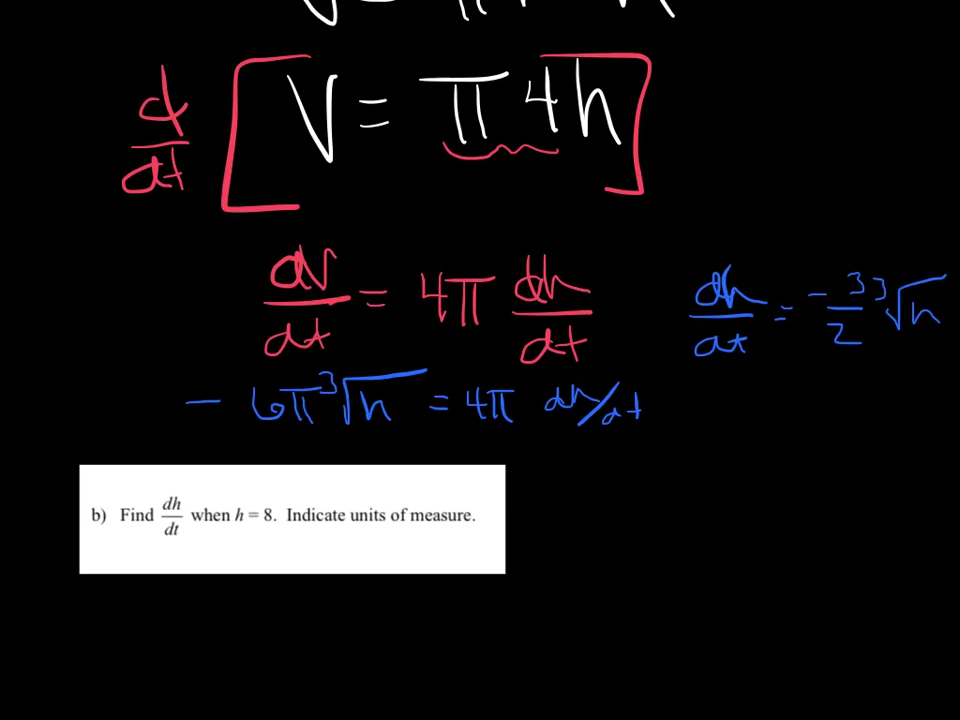 d/dt [V = π4h]
dV/dt = 4π dh/dt
dh/dt = -3/2 ∛h
- 6π ∛h = 4π dh/dt
b) Find dh/dt when h = 8. Indicate units of measure.